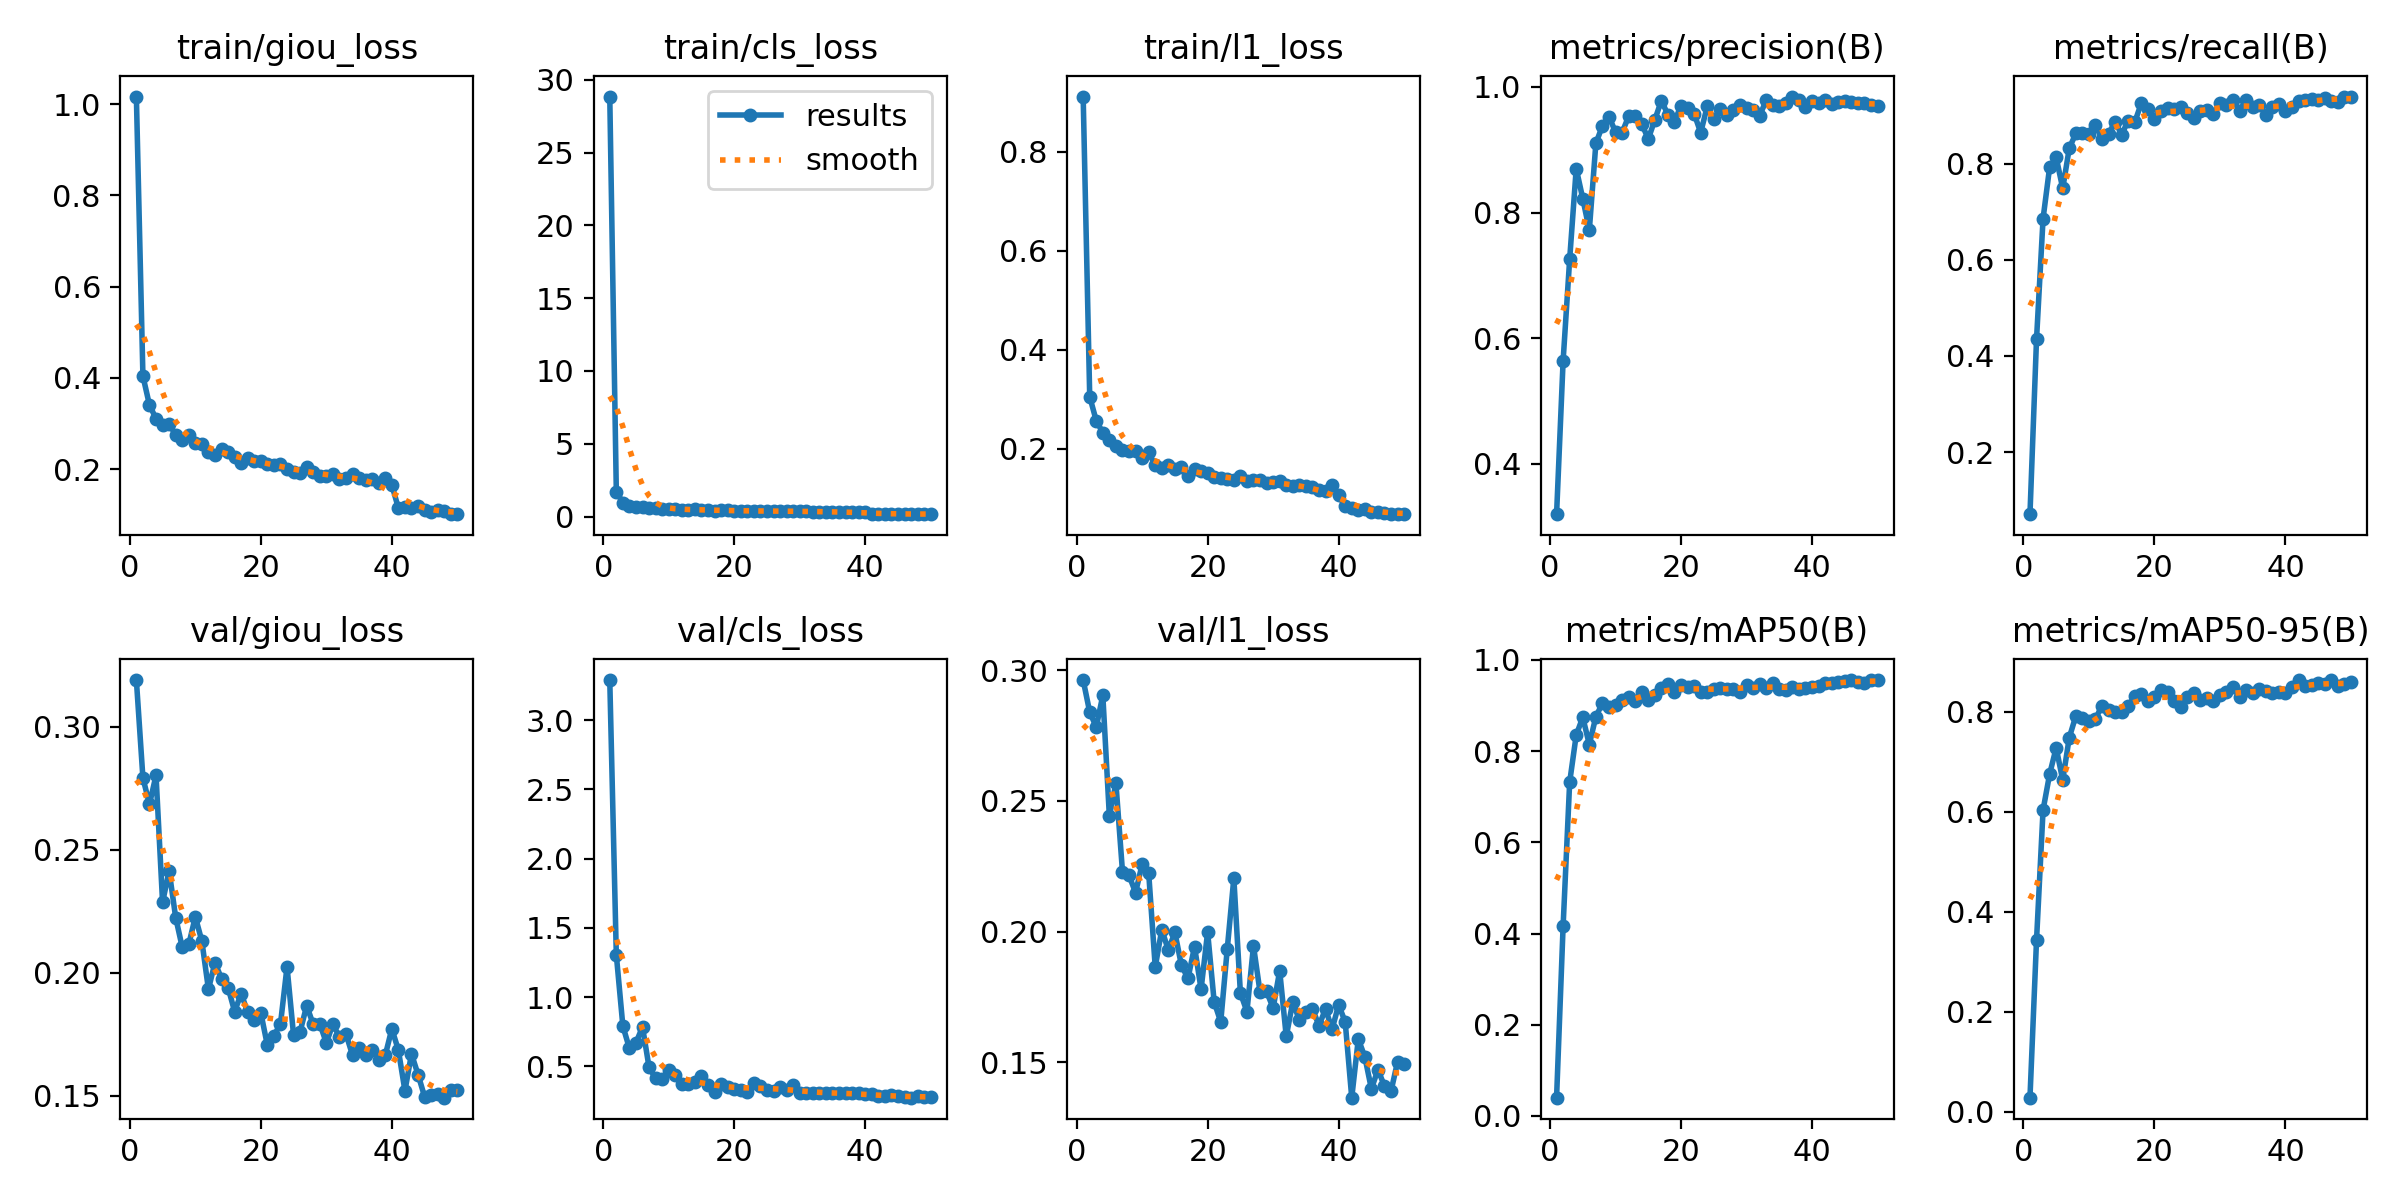 train/giou_loss
1.0
0.8
0.6
0.4
0.2
0 20 40
train/cls_loss
30
25
20
15
10
5
0
results
smooth
0 20 40
train/l1_loss
0.8
0.6
0.4
0.2
0 20 40
metrics/precision(B)
1.0
0.8
0.6
0.4
0 20 40
metrics/recall(B)
0.8
0.6
0.4
0.2
0 20 40
val/giou_loss
0.30
0.25
0.20
0.15
0 20 40
val/cls_loss
3.0
2.5
2.0
1.5
1.0
0.5
0 20 40
val/l1_loss
0.30
0.25
0.20
0.15
0 20 40
metrics/mAP50(B)
1.0
0.8
0.6
0.4
0.2
0.0
0 20 40
metrics/mAP50-95(B)
0.8
0.6
0.4
0.2
0.0
0 20 40